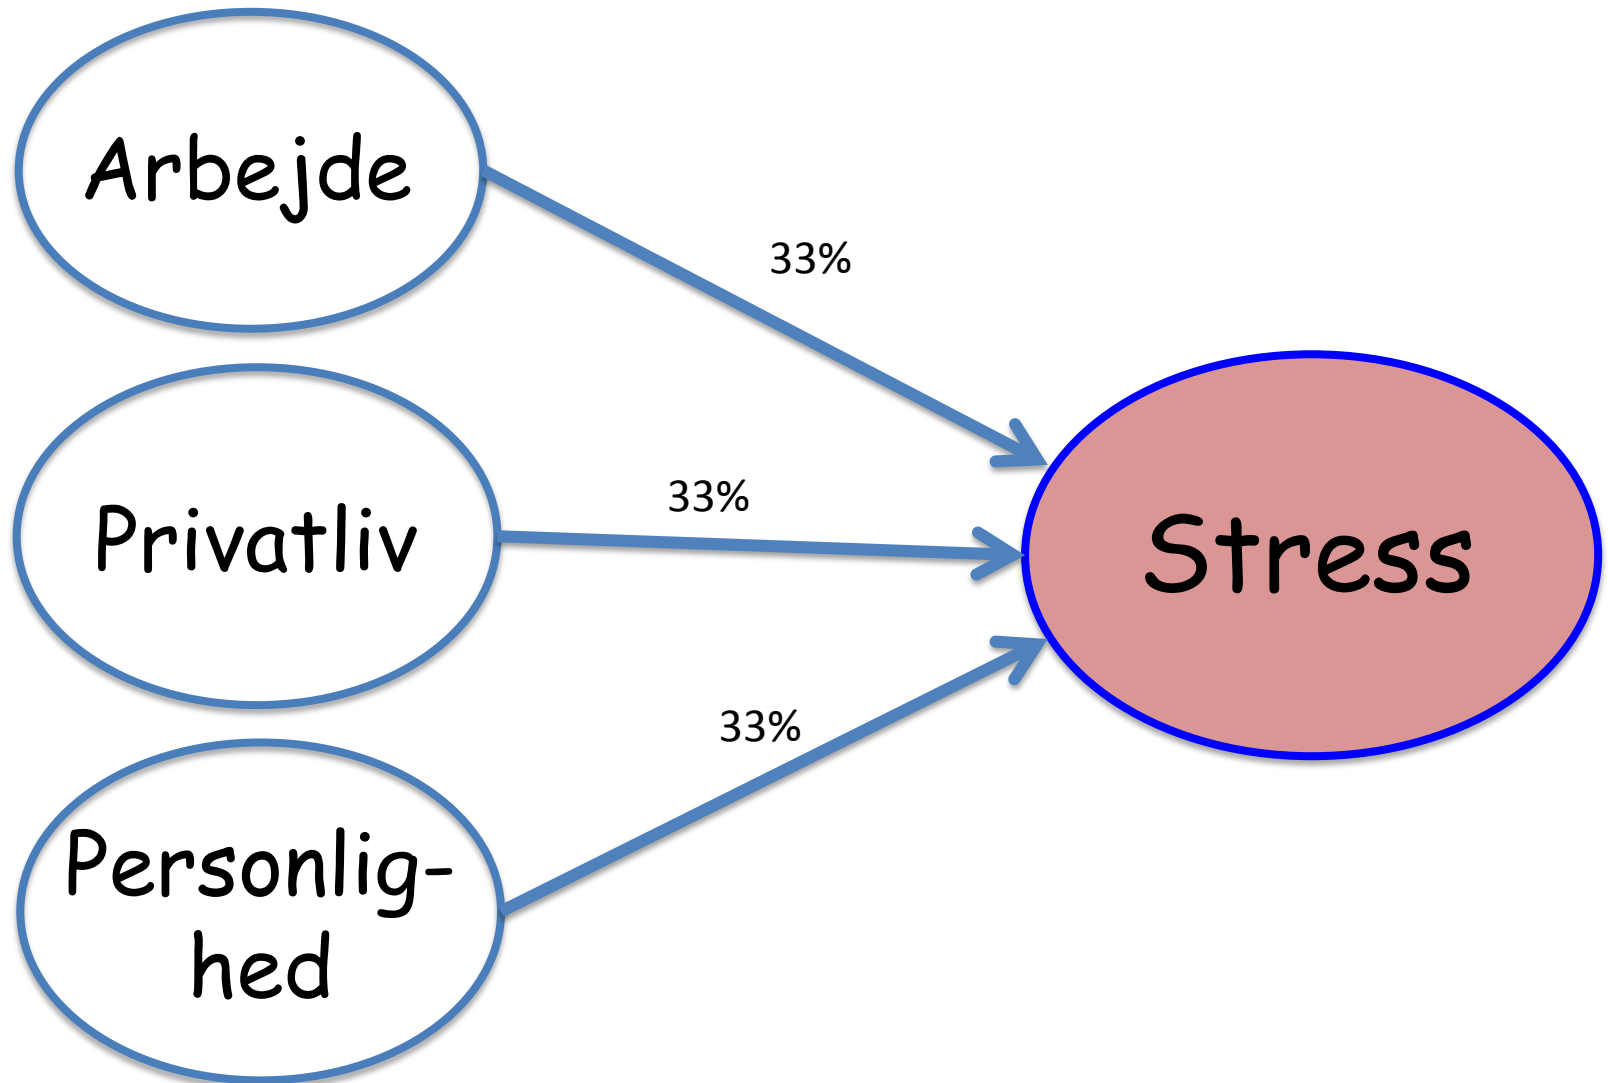 Arbejde
33%
Privatliv
33%
Stress
33%
Personlig-
hed